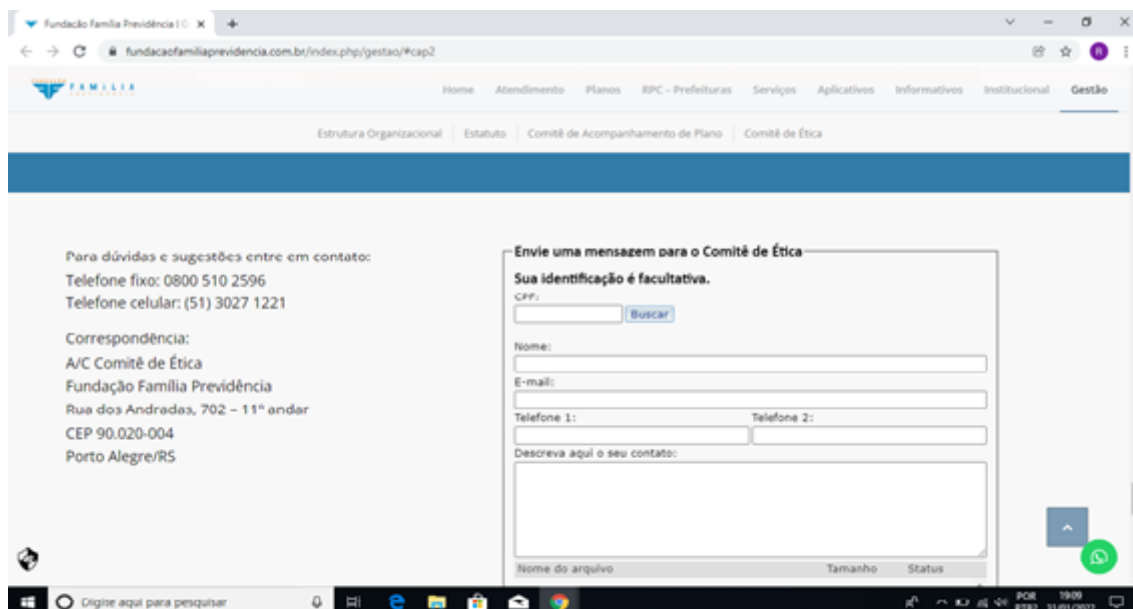 Fundação Família Previdência | G
fundacaofamiliaprevidencia.com.br/index.php/gestao/#cap2
R
FAMÍLIA
Home Atendimento Planos RPC - Prefeituras Serviços Aplicativos Informativos Institucional Gestão
Estrutura Organizacional Estatuto Comitê de Acompanhamento de Plano Comitê de Ética
Para dúvidas e sugestões entre em contato:
Telefone fixo: 0800 510 2596
Telefone celular: (51) 3027 1221
Correspondência:
A/C Comitê de Ética
Fundação Família Previdência
Rua dos Andradas, 702 – 11º andar
CEP 90.020-004
Porto Alegre/RS
Envie uma mensagem para o Comitê de Ética
Sua identificação é facultativa.
CPF:
Buscar
Nome:
E-mail:
Telefone 1: Telefone 2:
Descreva aqui o seu contato:
Nome do arquivo Tamanho Status
Digite aqui para pesquisar
POR
19:09